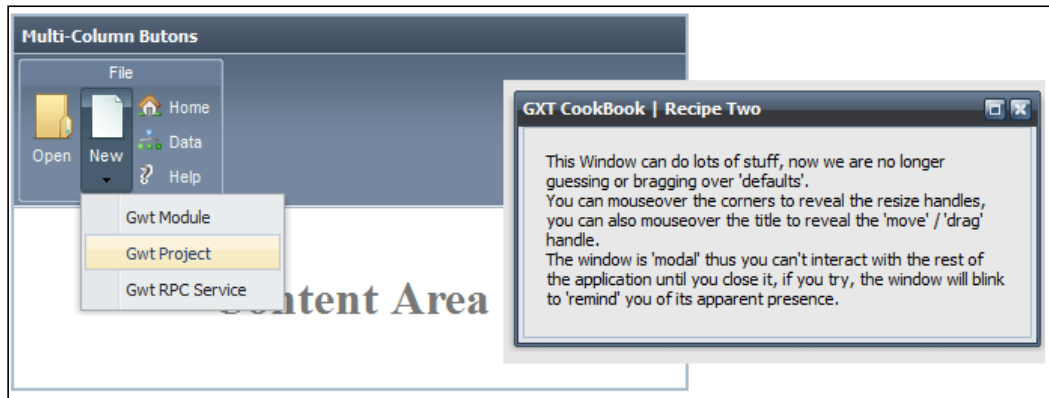 Multi-Column Butons
File
Open
New
Home
Data
Help
Gwt Module
Gwt Project
Gwt RPC Service
Content Area
GXT CookBook | Recipe Two
This Window can do lots of stuff, now we are no longer
guessing or bragging over 'defaults'.
You can mouseover the corners to reveal the resize handles,
you can also mouseover the title to reveal the 'move' / 'drag'
handle.
The window is 'modal' thus you can't interact with the rest of
the application until you close it, if you try, the window will blink
to 'remind' you of its apparent presence.